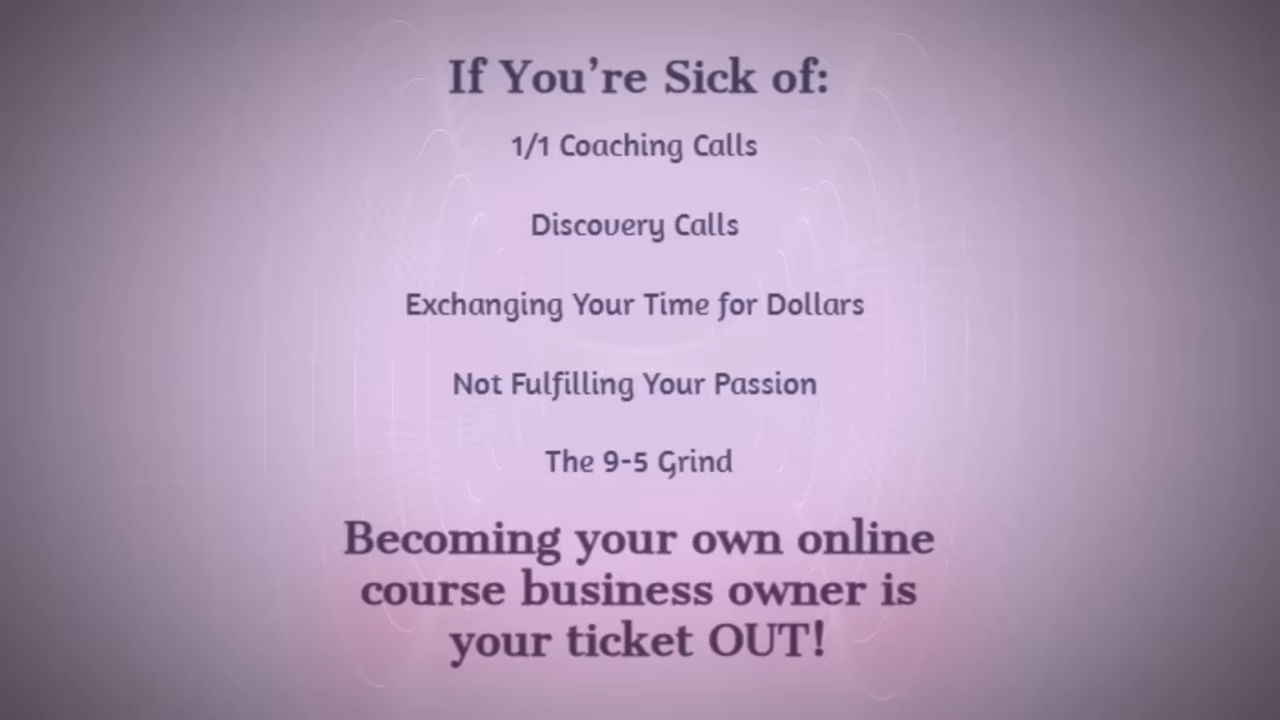 If You’re Sick of:
1/1 Coaching Calls
Discovery Calls
Exchanging Your Time for Dollars
Not Fulfilling Your Passion
The 9-5 Grind
Becoming your own online
course business owner is
your ticket OUT!